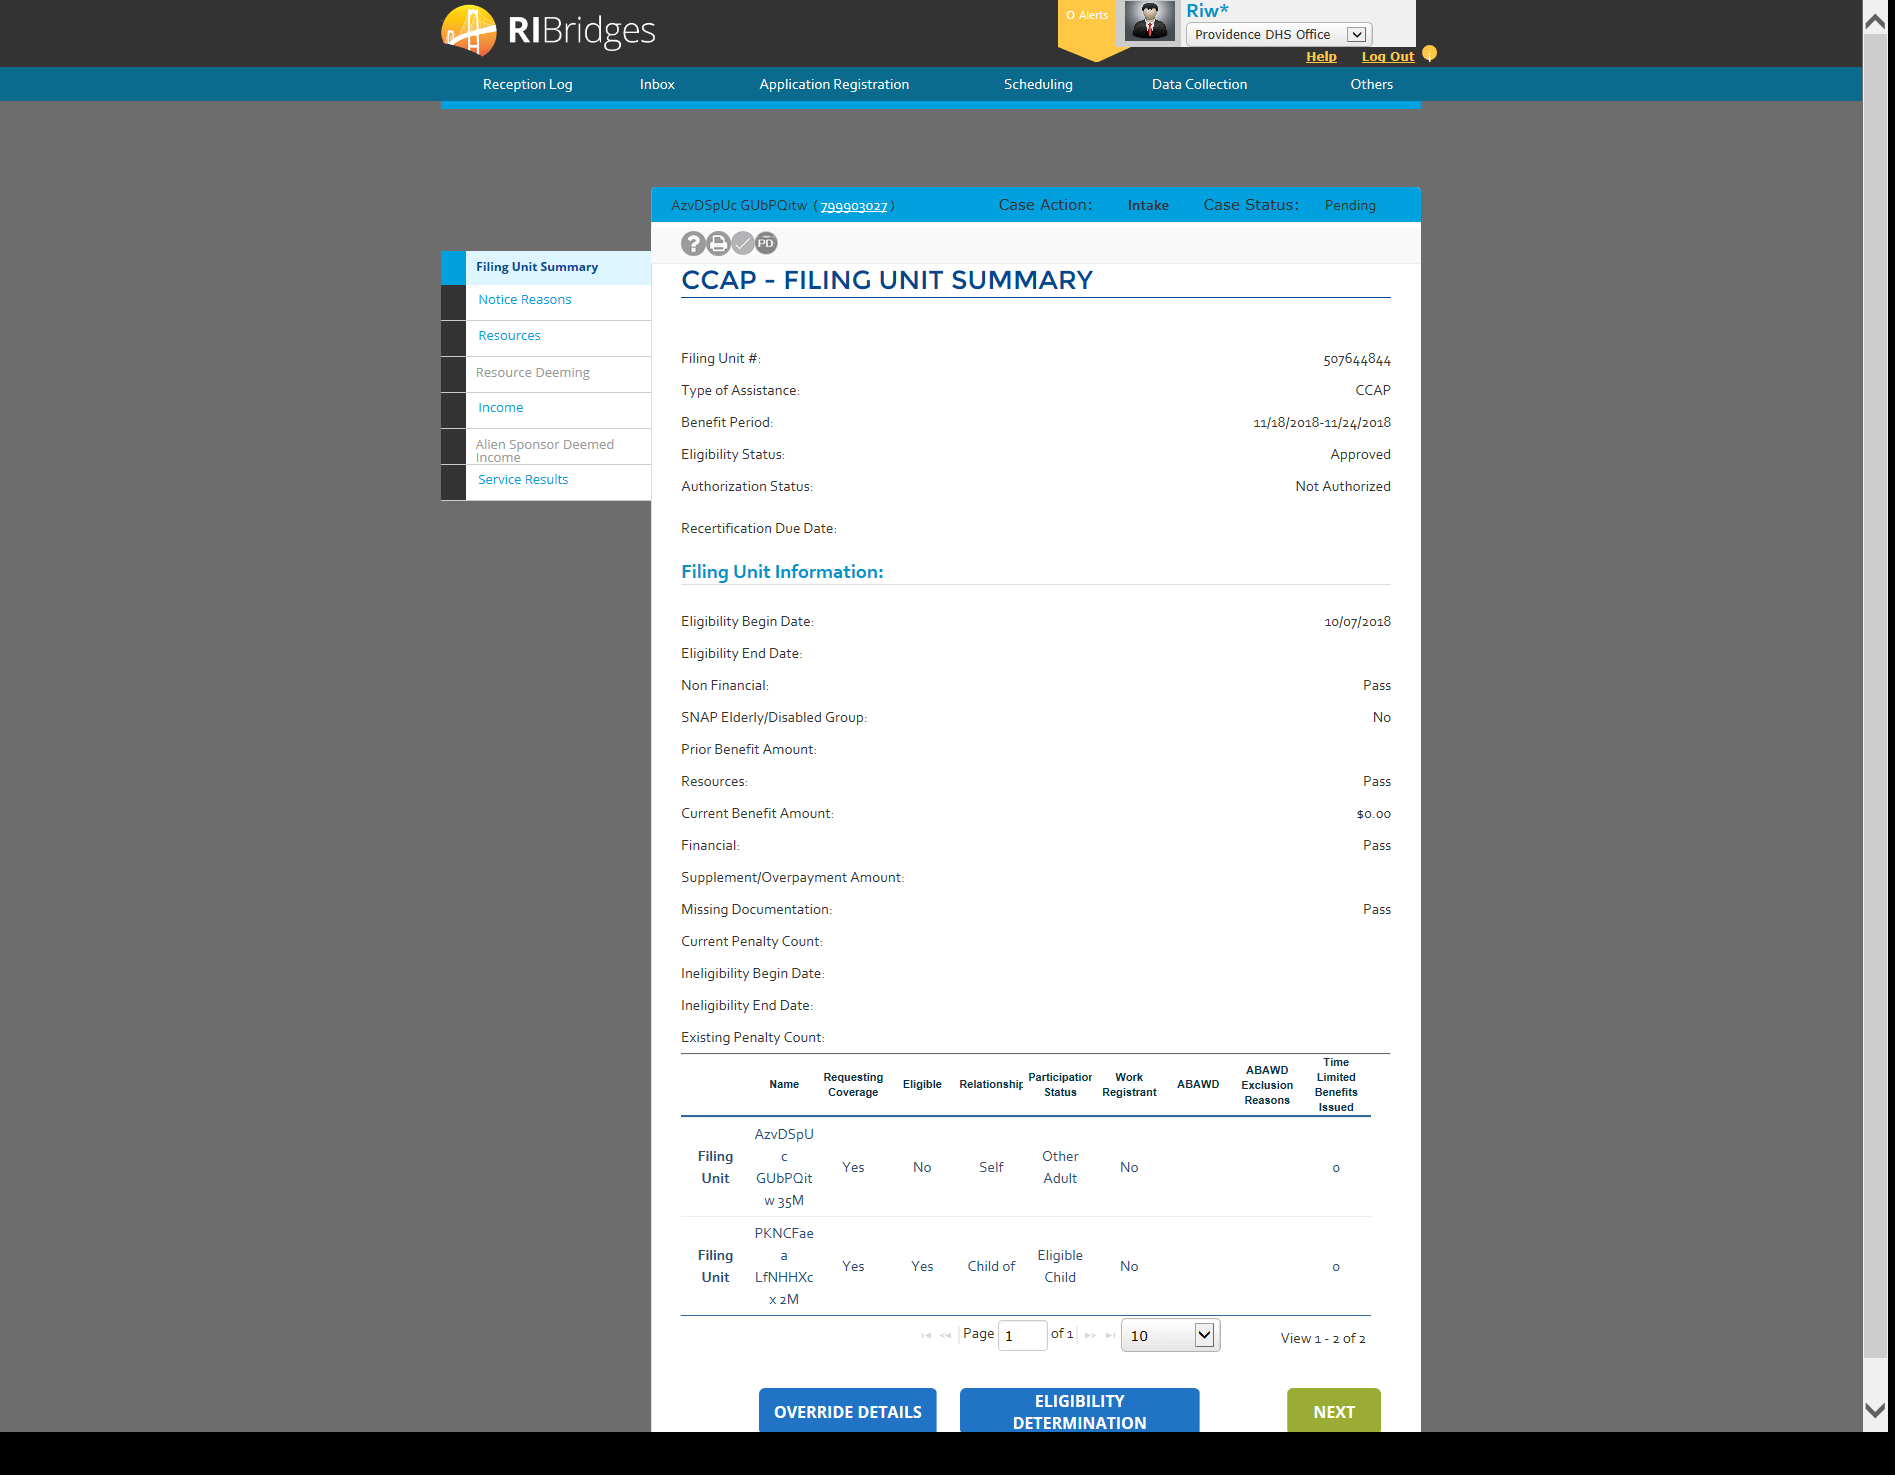 RIBridges
0 Alerts
Riw*
Providence DHS Office
Help Log Out
Reception Log Inbox Application Registration Scheduling Data Collection Others
AzvDSpUc GUbPQitw (799903027) Case Action: Intake Case Status: Pending
? PD
Filing Unit Summary
Notice Reasons
Resources
Resource Deeming
Income
Alien Sponsor Deemed
Income
Service Results
CCAP - FILING UNIT SUMMARY
Filing Unit #: 507644844
Type of Assistance: CCAP
Benefit Period: 11/18/2018-11/24/2018
Eligibility Status: Approved
Authorization Status: Not Authorized
Recertification Due Date:
Filing Unit Information:
Eligibility Begin Date: 10/07/2018
Eligibility End Date:
Non Financial: Pass
SNAP Elderly/Disabled Group: No
Prior Benefit Amount:
Resources: Pass
Current Benefit Amount: $0.00
Financial: Pass
Supplement/Overpayment Amount:
Missing Documentation: Pass
Current Penalty Count:
Ineligibility Begin Date:
Ineligibility End Date:
Existing Penalty Count:
Name
Requesting
Coverage
Eligible
Relationship
Participation
Status
Work
Registrant
ABAWD
ABAWD
Exclusion
Reasons
Time
Limited
Benefits
Issued
Filing
Unit
AzvDSpU
c
GUbPQit
w 35M
Yes
No
Self
Other
Adult
No
0
Filing
Unit
PKNCFae
a
LfNHHXc
x 2M
Yes
Yes
Child of
Eligible
Child
No
0
Page 1 of 1 10 View 1 - 2 of 2
OVERRIDE DETAILS
ELIGIBILITY
DETERMINATION
NEXT